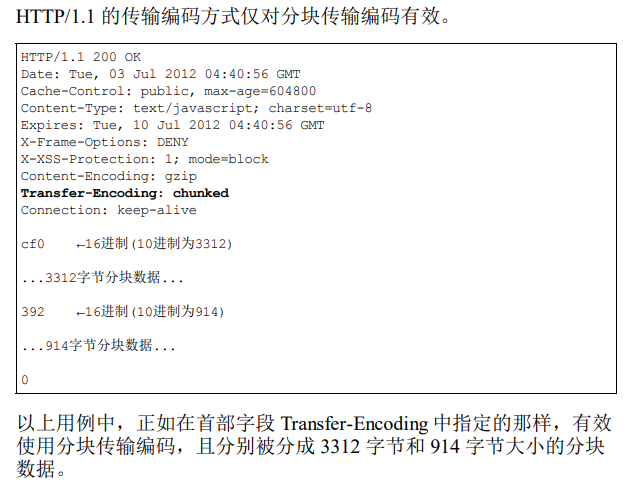 HTTP/1.1 的传输编码方式仅对分块传输编码有效。
HTTP/1.1 200 OK
Date: Tue, 03 Jul 2012 04:40:56 GMT
Cache-Control: public, max-age=604800
Content-Type: text/javascript; charset=utf-8
Expires: Tue, 10 Jul 2012 04:40:56 GMT
X-Frame-Options: DENY
X-XSS-Protection: 1; mode=block
Content-Encoding: gzip
Transfer-Encoding: chunked
Connection: keep-alive
cf0 ←16进制(10进制为3312)
...3312字节分块数据...
392 ←16进制(10进制为914)
...914字节分块数据...
0
以上用例中，正如在首部字段 Transfer-Encoding 中指定的那样，有效
使用分块传输编码，且分别被分成 3312 字节和 914 字节大小的分块
数据。